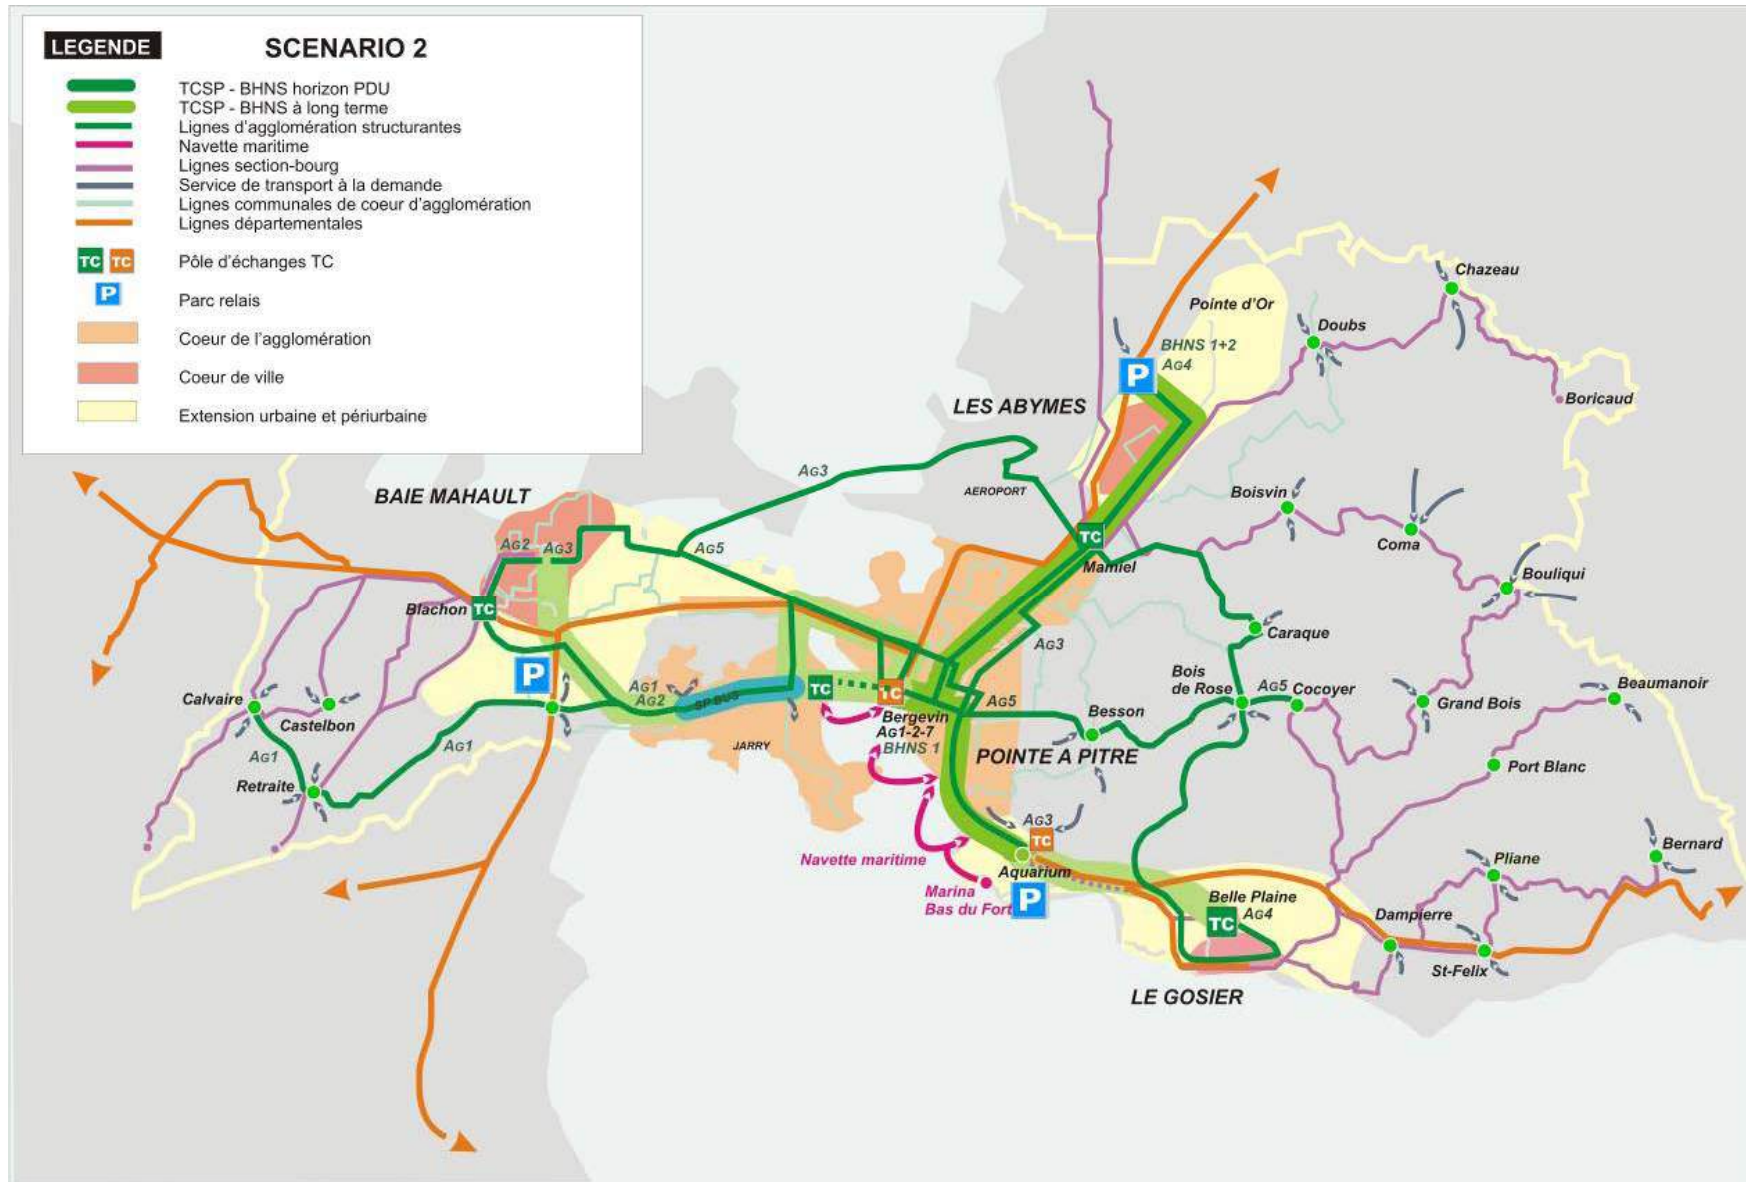 LEGENDE
SCENARIO 2
TCSP - BHNS horizon PDU
TCSP - BHNS à long terme
Lignes d'agglomération structurantes
Navette maritime
Lignes section-bourg
Service de transport à la demande
Lignes communales de coeur d'agglomération
Lignes départementales
TC TC
Pôle d'échanges TC
P
Parc relais
Coeur de l'agglomération
Coeur de ville
Extension urbaine et périurbaine
Chazeau
Pointe d'Or
Doubs
BHNS 1+2
AG4
P
Boricaud
LES ABYMES
AG3
AEROPORT
BAIE MAHAULT
Boisvin
Coma
TC
Mamiel
AG2
AG3
AG5
Bouliqui
Blachon
TC
Caraque
AG3
P
Bois
de Rose
AG5
Cocoyer
Beaumanoir
Grand Bois
Calvaire
Castelbon
AG1
AG2
SP BUS
TC
TC
Bergevin
AG1-2-7
BHNS 1
AG5
Besson
JARRY
POINTE A PITRE
AG1
AG1
Retraite
Port Blanc
AG3
TC
Navette maritime
Aquarium
P
Marina
Bas du Fort
Belle Plaine
TC
AG4
Dampierre
Pliane
Bernard
St-Felix
LE GOSIER